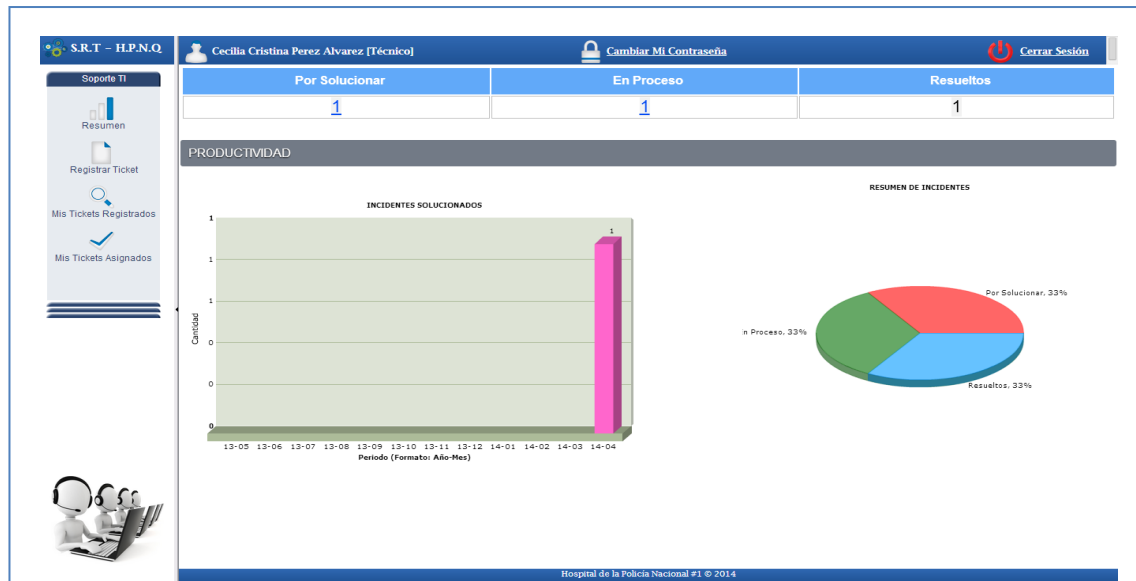 S.R.T – H.P.N.Q
Cecilia Cristina Perez Alvarez [Técnico]
Cambiar Mi Contraseña
Cerrar Sesión
Soporte TI
Resumen
Registrar Ticket
Mis Tickets Registrados
Mis Tickets Asignados
Por Solucionar
En Proceso
Resueltos
1
1
1
PRODUCTIVIDAD
INCIDENTES SOLUCIONADOS
1
1
1
0
0
0
Cantidad
1
13-05 13-06 13-07 13-08 13-09 13-10 13-11 13-12 14-01 14-02 14-03 14-04
Periodo (Formato: Año-Mes)
RESUMEN DE INCIDENTES
Por Solucionar, 33%
n Proceso, 33%
Resueltos, 33%
Hospital de la Policía Nacional #1 © 2014